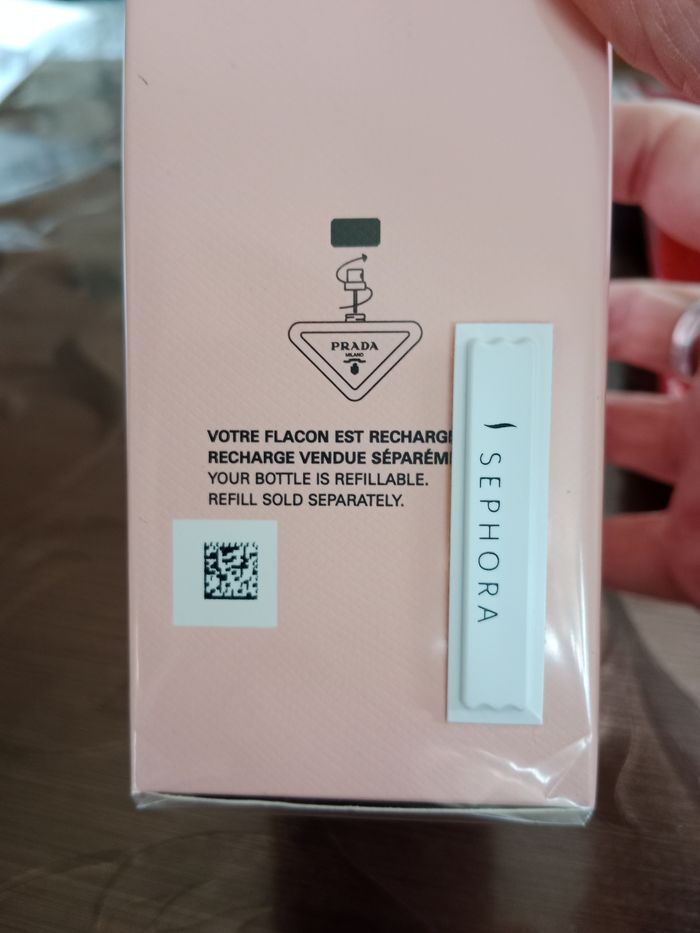 PRADA
MILANO
VOTRE FLACON EST RECHARG
RECHARGE VENDUE SÉPARÉM
YOUR BOTTLE IS REFILLABLE.
REFILL SOLD SEPARATELY.
SEPHORA